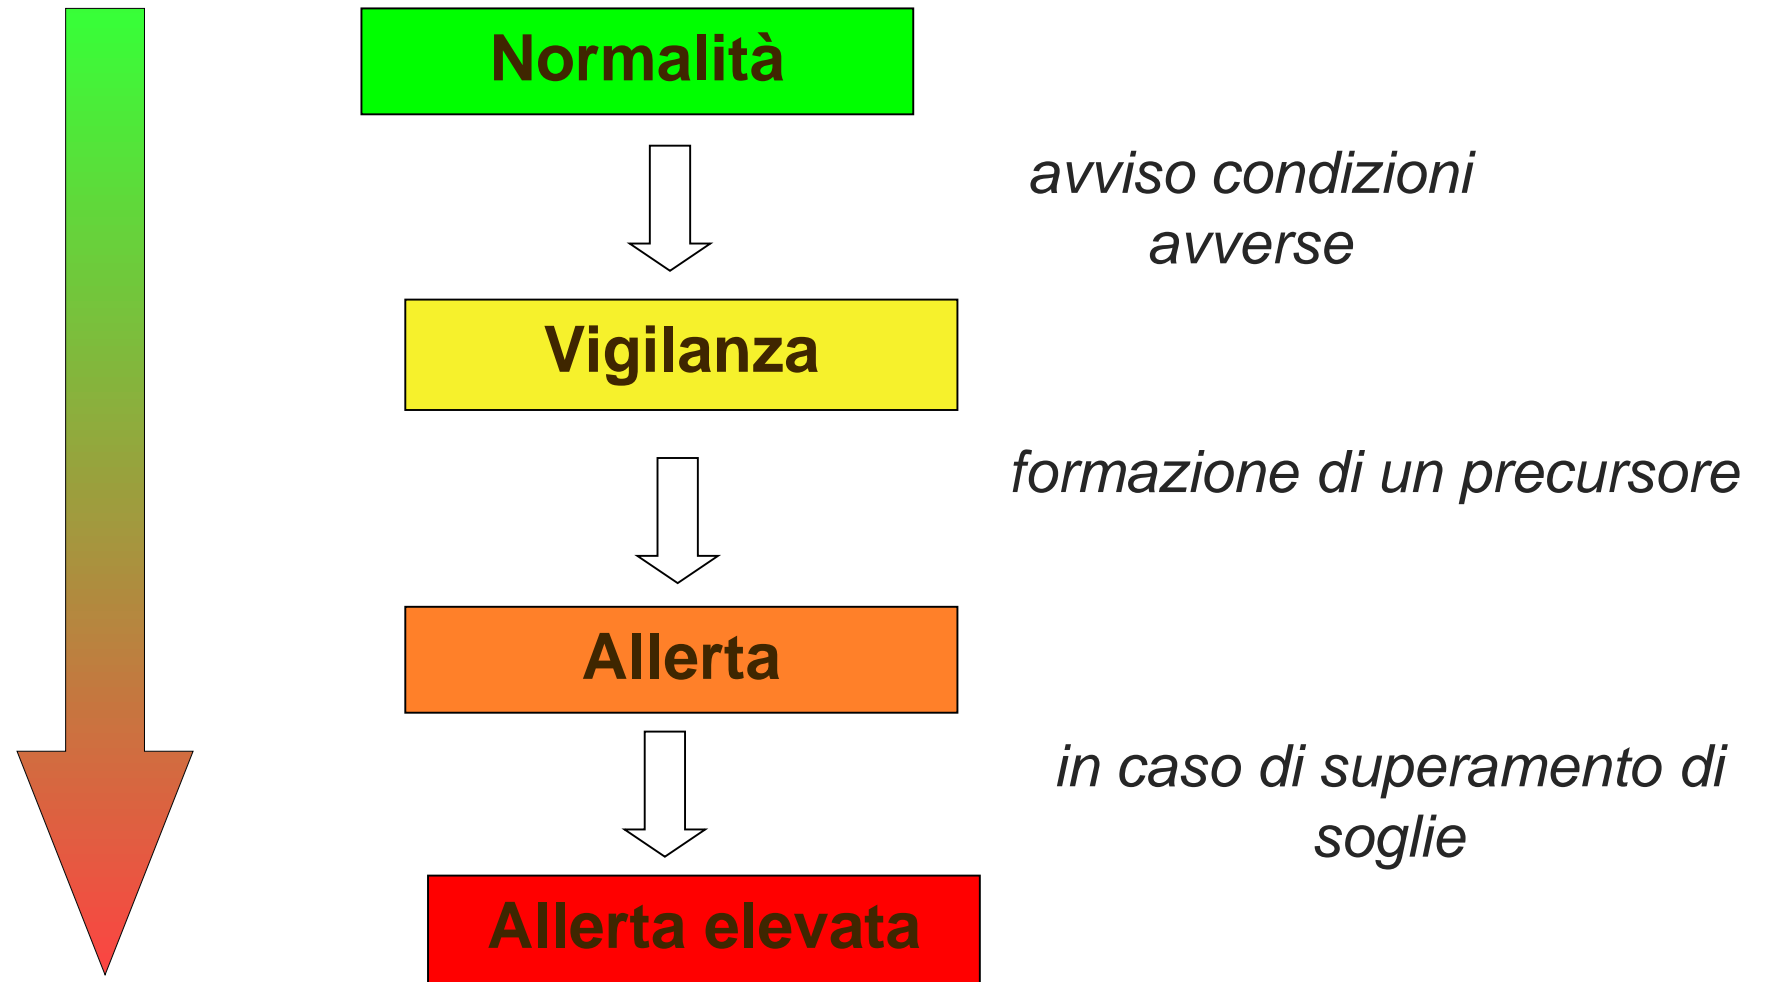 Normalità
avviso condizioni
avverse
Vigilanza
formazione di un precursore
Allerta
in caso di superamento di
soglie
Allerta elevata